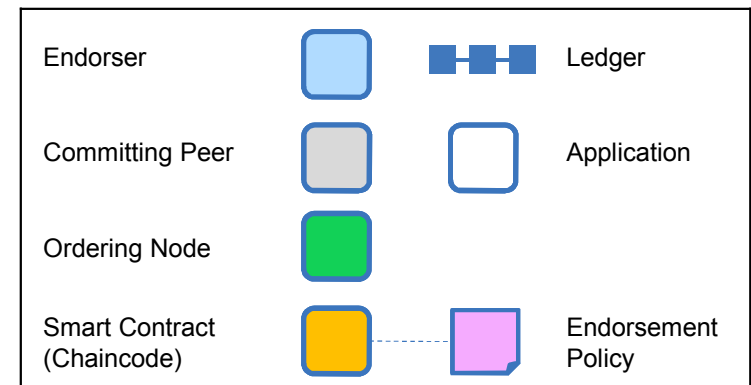 Endorser
Ledger
Committing Peer
Application
Ordering Node
Smart Contract
(Chaincode)
Endorsement
Policy